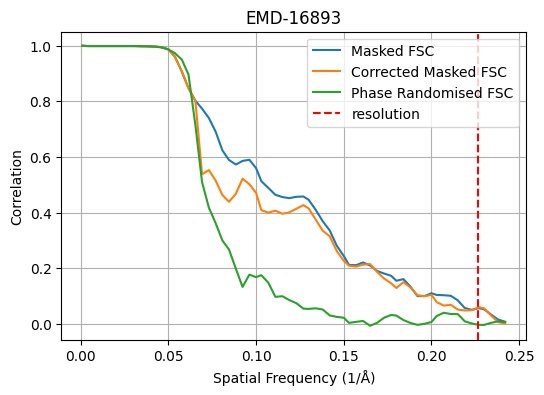 EMD-16893
Masked FSC
Corrected Masked FSC
Phase Randomised FSC
resolution
Correlation
1.0
0.8
0.6
0.4
0.2
0.0
0.00 0.05 0.10 0.15 0.20 0.25
Spatial Frequency (1/Å)